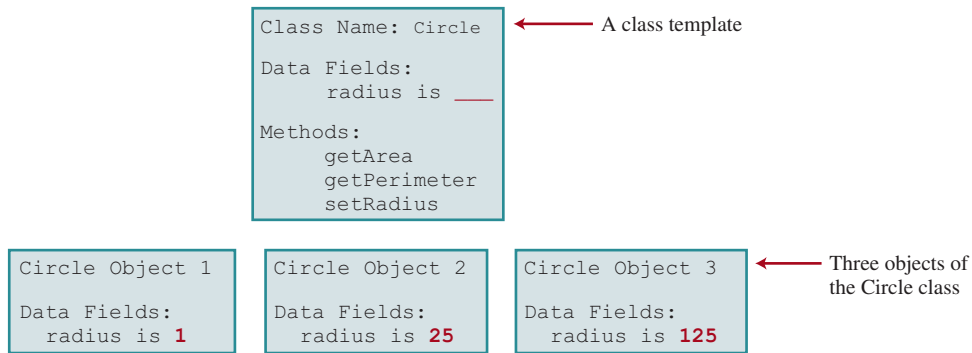 Class Name: Circle
A class template
Data Fields:
radius is ___
Methods:
getArea
getPerimeter
setRadius
Circle Object 1
Data Fields:
radius is 1
Circle Object 2
Data Fields:
radius is 25
Circle Object 3
Data Fields:
radius is 125
Three objects of
the Circle class